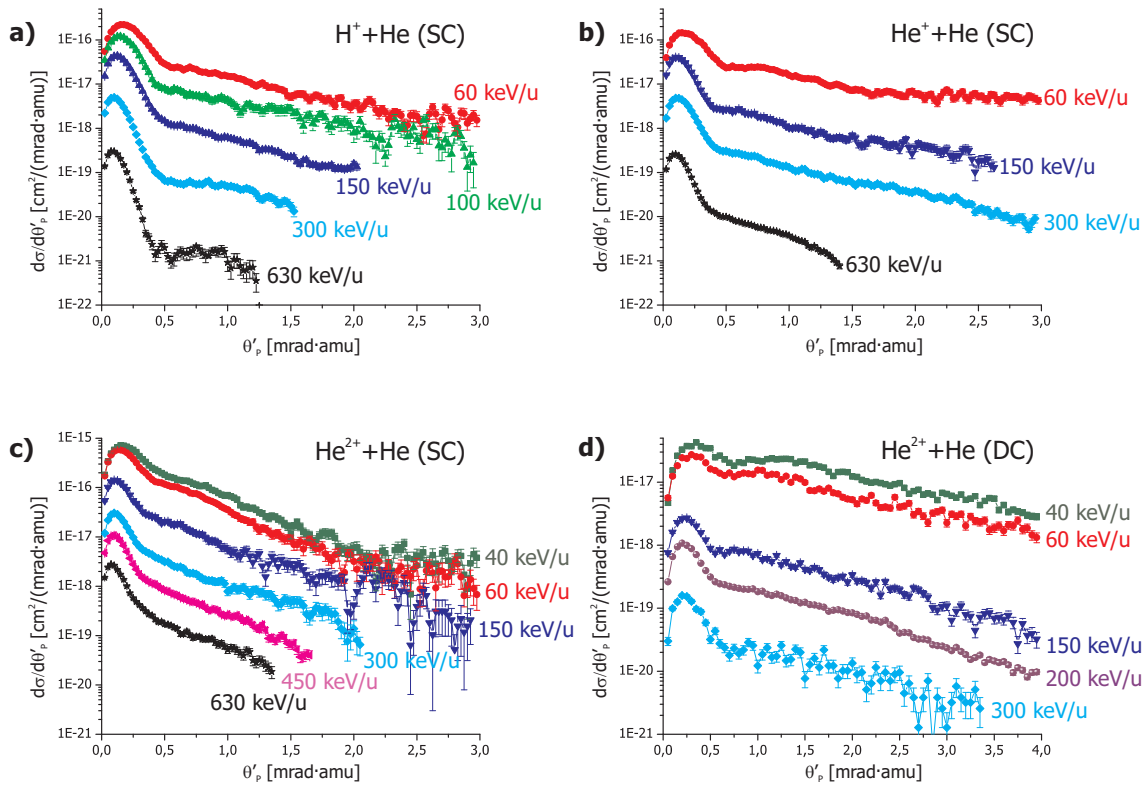 a)
H⁺+He (SC)
dσ/dθ'ₚ [cm²/(mrad·amu)]
1E-16
1E-17
1E-18
1E-19
1E-20
1E-21
1E-22
60 keV/u
150 keV/u
100 keV/u
300 keV/u
630 keV/u
0,0 0,5 1,0 1,5 2,0 2,5 3,0
θ'ₚ [mrad·amu]
b)
He⁺+He (SC)
dσ/dθ'ₚ [cm²/(mrad·amu)]
1E-16
1E-17
1E-18
1E-19
1E-20
1E-21
1E-22
60 keV/u
150 keV/u
300 keV/u
630 keV/u
0,0 0,5 1,0 1,5 2,0 2,5 3,0
θ'ₚ [mrad·amu]
c)
He²⁺+He (SC)
dσ/dθ'ₚ [cm²/(mrad·amu)]
1E-15
1E-16
1E-17
1E-18
1E-19
1E-20
1E-21
40 keV/u
60 keV/u
150 keV/u
300 keV/u
450 keV/u
630 keV/u
0,0 0,5 1,0 1,5 2,0 2,5 3,0
θ'ₚ [mrad·amu]
d)
He²⁺+He (DC)
dσ/dθ'ₚ [cm²/(mrad·amu)]
1E-17
1E-18
1E-19
1E-20
1E-21
40 keV/u
60 keV/u
150 keV/u
200 keV/u
300 keV/u
0,0 0,5 1,0 1,5 2,0 2,5 3,0 3,5 4,0
θ'ₚ [mrad·amu]